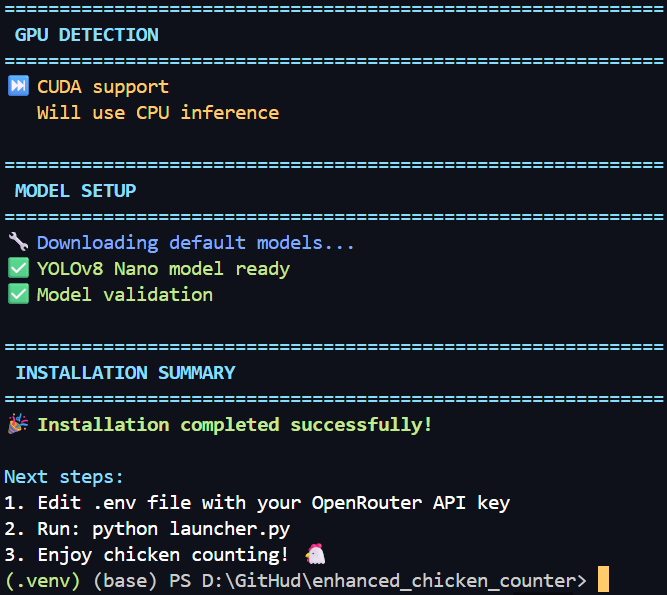 ============================================================
GPU DETECTION
============================================================
⏭️ CUDA support
Will use CPU inference
============================================================
MODEL SETUP
============================================================
🔧 Downloading default models...
✅ YOLOv8 Nano model ready
✅ Model validation
============================================================
INSTALLATION SUMMARY
============================================================
🎉 Installation completed successfully!
Next steps:
1. Edit .env file with your OpenRouter API key
2. Run: python launcher.py
3. Enjoy chicken counting! 🐔
(.venv) (base) PS D:\GitHud\enhanced_chicken_counter>